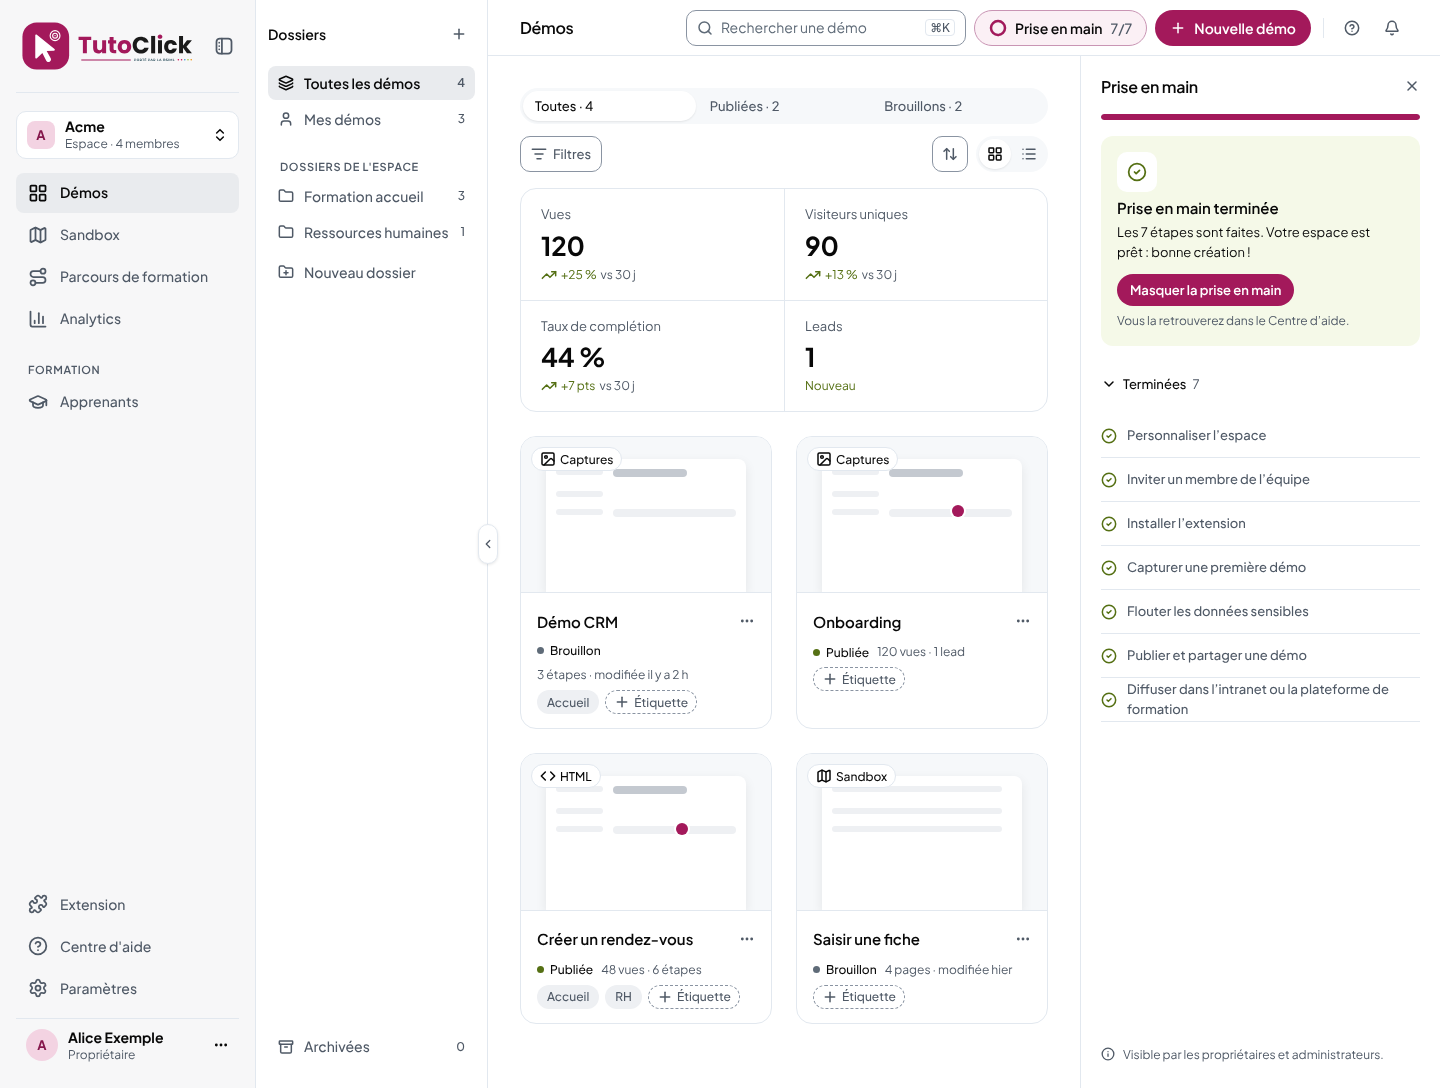 TutoClick
Acme
A
Espace · 4 membres
Démos
Sandbox
Parcours de formation
Analytics
FORMATION
Apprenants
Extension
Centre d'aide
Paramètres
A
Alice Exemple
Propriétaire
Dossiers
Toutes les démos 4
Mes démos 3
DOSSIERS DE L'ESPACE
Formation accueil 3
Ressources humaines 1
Nouveau dossier
Archivées 0
Démos
Rechercher une démo ⌘K
Prise en main 7/7
Nouvelle démo
Toutes · 4
Publiées · 2
Brouillons · 2
Filtres
Vues
120
+25 % vs 30 j
Visiteurs uniques
90
+13 % vs 30 j
Taux de complétion
44 %
+7 pts vs 30 j
Leads
1
Nouveau
Captures
Démo CRM
Brouillon
3 étapes · modifiée il y a 2 h
Accueil
Étiquette
Captures
Onboarding
Publiée 120 vues · 1 lead
Étiquette
HTML
Créer un rendez-vous
Publiée 48 vues · 6 étapes
Accueil
RH
Étiquette
Sandbox
Saisir une fiche
Brouillon 4 pages · modifiée hier
Étiquette
Prise en main
Prise en main terminée
Les 7 étapes sont faites. Votre espace est
prêt : bonne création !
Masquer la prise en main
Vous la retrouverez dans le Centre d'aide.
Terminées 7
Personnaliser l'espace
Inviter un membre de l'équipe
Installer l'extension
Capturer une première démo
Flouter les données sensibles
Publier et partager une démo
Diffuser dans l'intranet ou la plateforme de
formation
Visible par les propriétaires et administrateurs.